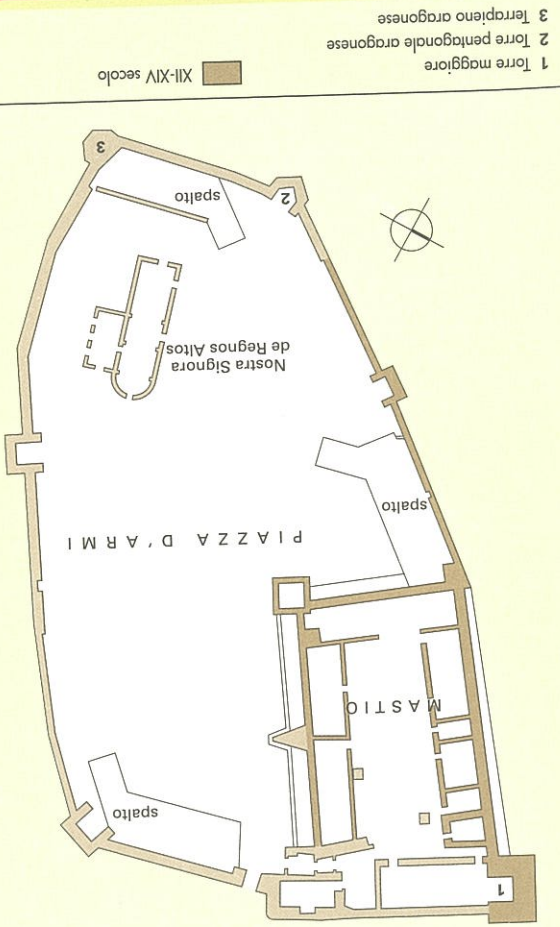 3
spalto
2
Nostra Signora
de Regnos Altos
spalto
PIAZZA D'ARMI
MASTIO
spalto
1
XII-XIV secolo
1 Torre maggiore
2 Torre pentagonale aragonese
3 Terrapieno aragonese